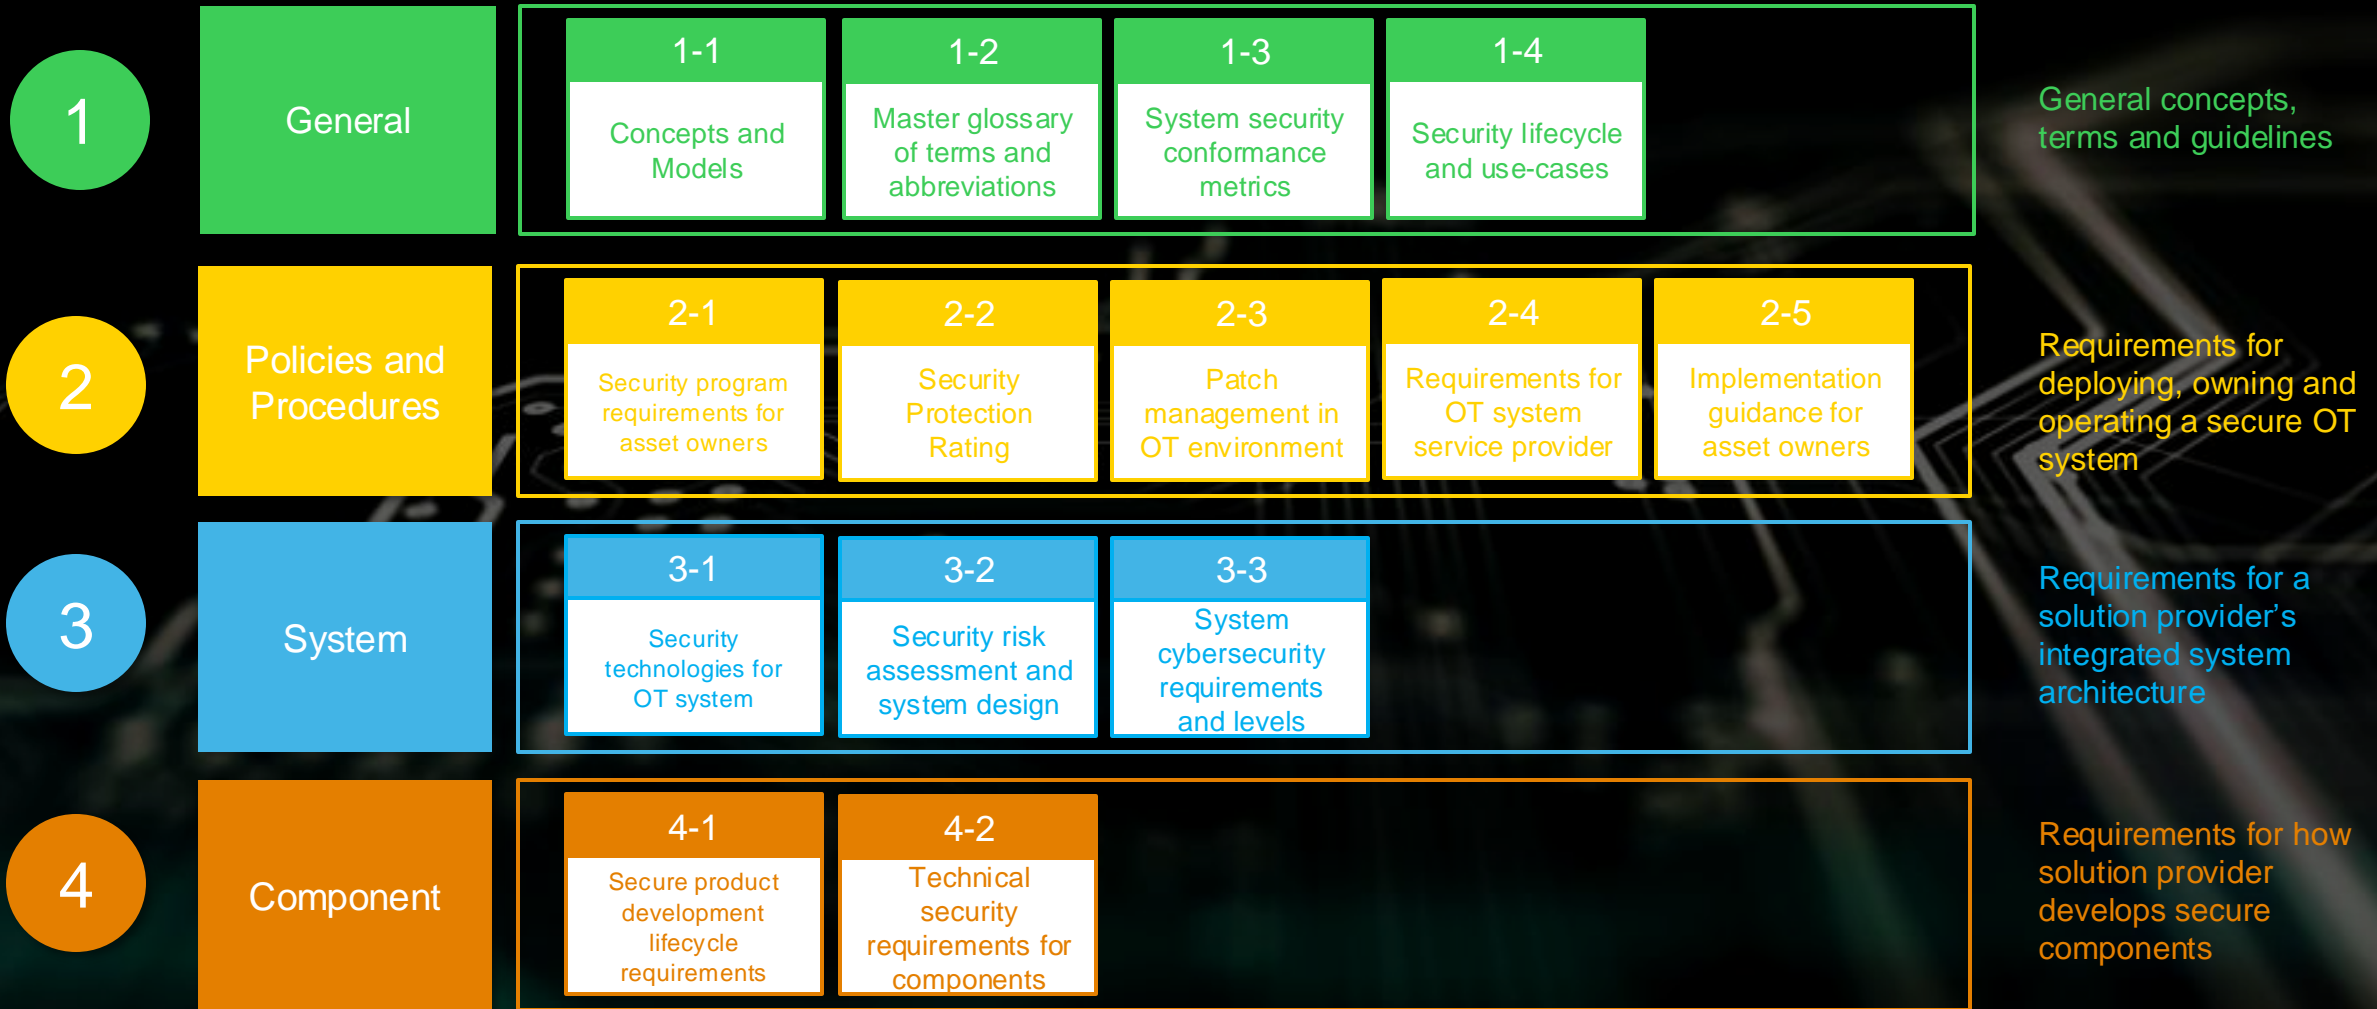 1
General
1-1
Concepts and
Models
1-2
Master glossary
of terms and
abbreviations
1-3
System security
conformance
metrics
1-4
Security lifecycle
and use-cases
General concepts,
terms and guidelines
2
Policies and
Procedures
2-1
Security program
requirements for
asset owners
2-2
Security
Protection
Rating
2-3
Patch
management in
OT environment
2-4
Requirements for
OT system
service provider
2-5
Implementation
guidance for
asset owners
Requirements for
deploying, owning and
operating a secure OT
system
3
System
3-1
Security
technologies for
OT system
3-2
Security risk
assessment and
system design
3-3
System
cybersecurity
requirements
and levels
Requirements for a
solution provider’s
integrated system
architecture
4
Component
4-1
Secure product
development
lifecycle
requirements
4-2
Technical
security
requirements for
components
Requirements for how
solution provider
develops secure
components